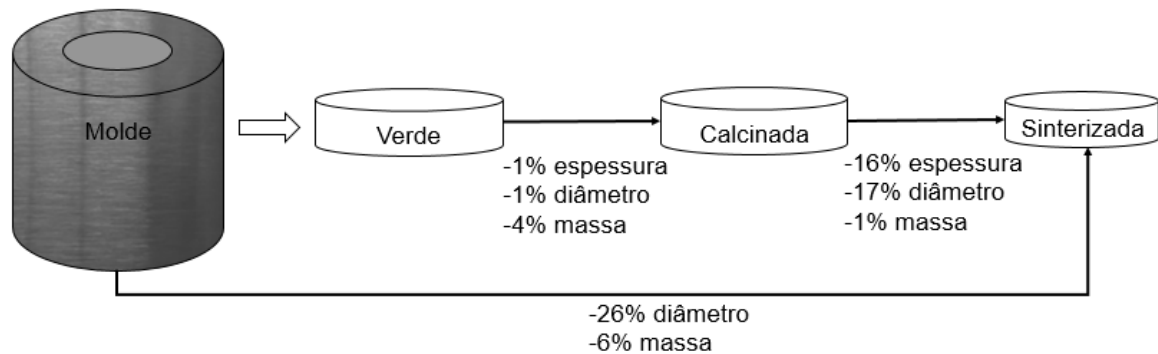 Molde
Verde
Calcinada
Sinterizada
-1% espessura
-1% diâmetro
-4% massa
-16% espessura
-17% diâmetro
-1% massa
-26% diâmetro
-6% massa